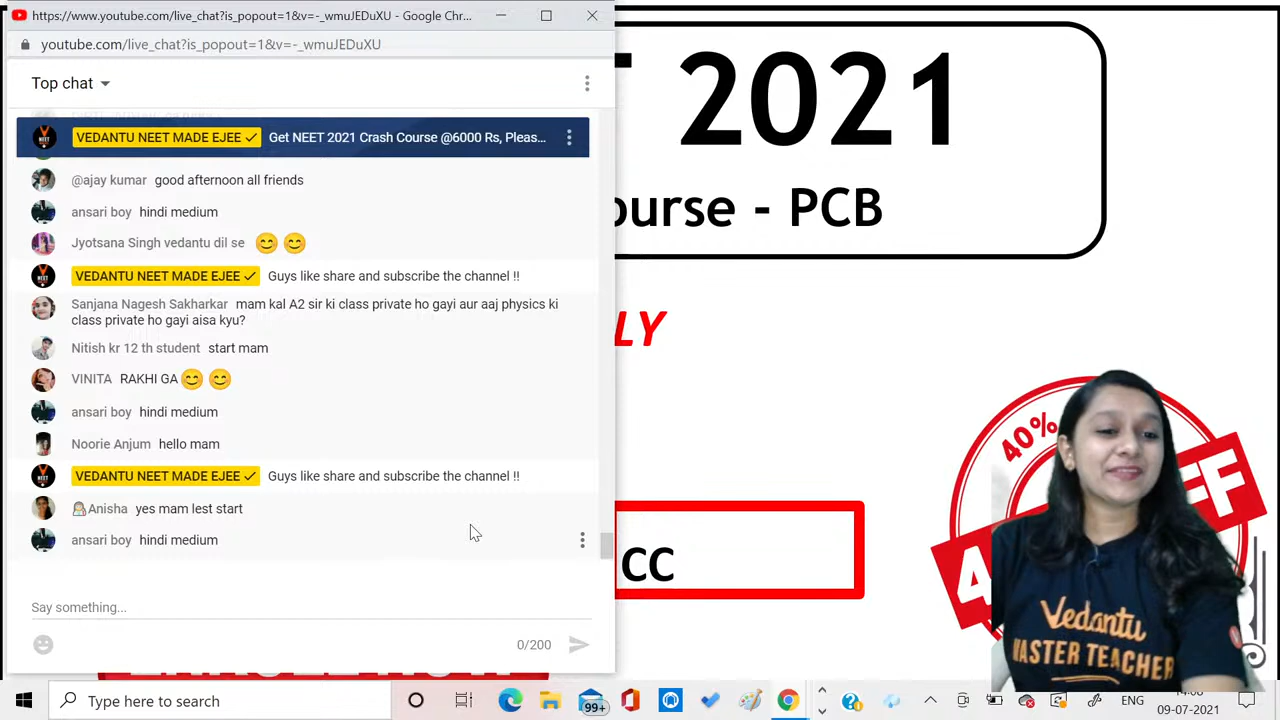 https://www.youtube.com/live_chat?is_popout=1&v=-_wmuJEDuXU - Google Chr...
youtube.com/live_chat?is_popout=1&v=-_wmuJEDuXU
Top chat
VEDANTU NEET MADE EJEE Get NEET 2021 Crash Course @6000 Rs, Pleas...
@ajay kumar good afternoon all friends
ansari boy hindi medium
Jyotsana Singh vedantu dil se 😊 😊
VEDANTU NEET MADE EJEE Guys like share and subscribe the channel !!
Sanjana Nagesh Sakharkar mam kal A2 sir ki class private ho gayi aur aaj physics ki
class private ho gayi aisa kyu?
Nitish kr 12 th student start mam
VINITA RAKHI GA 😊 😊
ansari boy hindi medium
Noorie Anjum hello mam
VEDANTU NEET MADE EJEE Guys like share and subscribe the channel !!
Anisha yes mam lest start
ansari boy hindi medium
Say something...
0/200
2021
ourse - PCB
LY
CC
40%
Vedantu
MASTER TEACHER
Type here to search
99+
ENG
09-07-2021